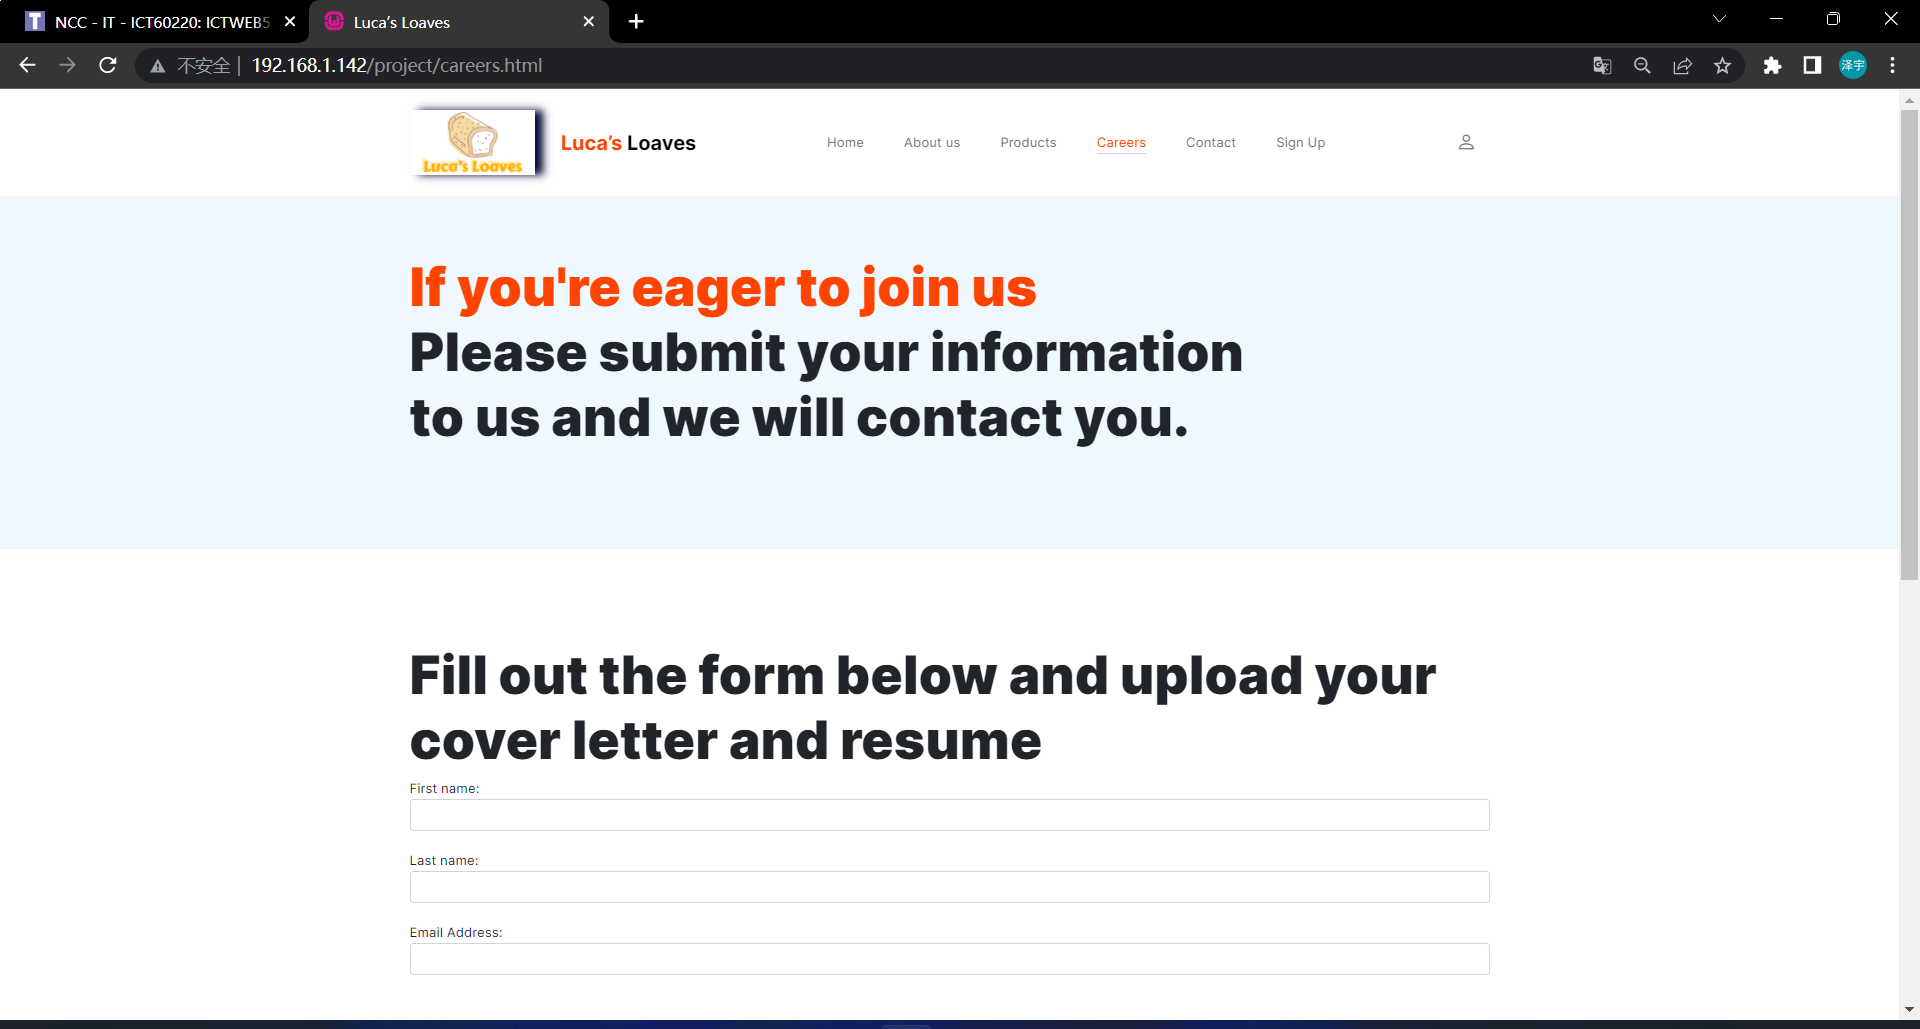 NCC - IT - ICT60220: ICTWEB5
Luca’s Loaves
不安全
192.168.1.142/project/careers.html
泽宇
Luca's Loaves
Luca’s Loaves
Home
About us
Products
Careers
Contact
Sign Up
If you're eager to join us
Please submit your information
to us and we will contact you.
Fill out the form below and upload your
cover letter and resume
First name:
Last name:
Email Address: